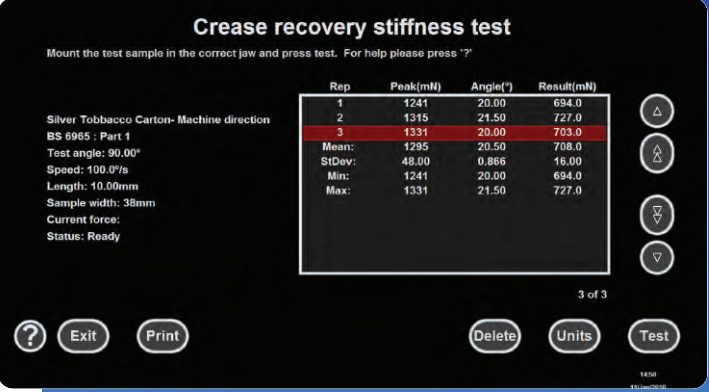 Crease recovery stiffness test
Mount the test sample in the correct jaw and press test. For help please press '?'
Silver Tobbacco Carton- Machine direction
BS 6965 : Part 1
Test angle: 90.00°
Speed: 100.0°/s
Length: 10.00mm
Sample width: 38mm
Current force:
Status: Ready
Rep Peak(mN) Angle(°) Result(mN)
1 1241 20.00 694.0
2 1315 21.50 727.0
3 1331 20.00 703.0
Mean: 1295 20.50 708.0
StDev: 48.00 0.866 16.00
Min: 1241 20.00 694.0
Max: 1331 21.50 727.0
3 of 3
? Exit Print Delete Units Test
14:50
15/Jan/2010